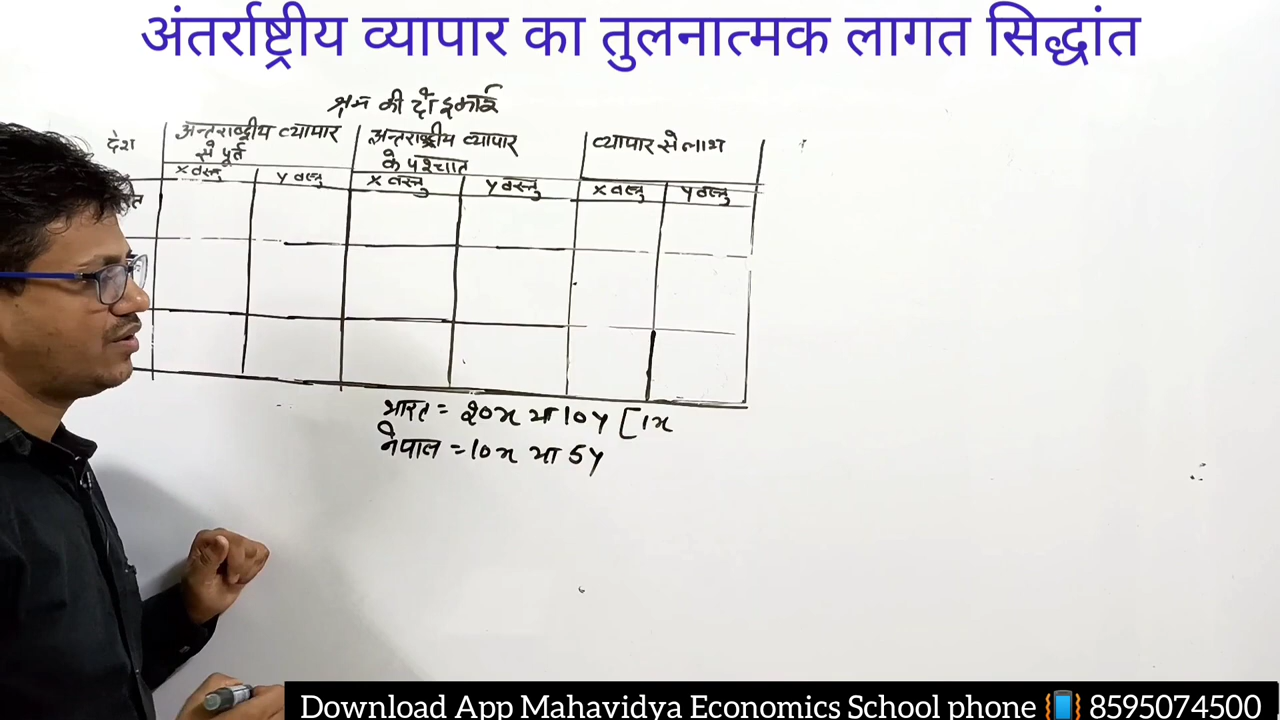 अंतर्राष्ट्रीय व्यापार का तुलनात्मक लागत सिद्धांत
श्रम की दो इकाई
देश अन्तराष्ट्रीय व्यापार से पूर्त अन्तराष्ट्रीय व्यापार के पश्चात व्यापार से लाभ
x वस्तु y वस्तु x वस्तु y वस्तु x वस्तु y वस्तु
भारत = 20x या 10y [1x
नेपाल = 10x या 5y
Download App Mahavidya Economics School phone 8595074500